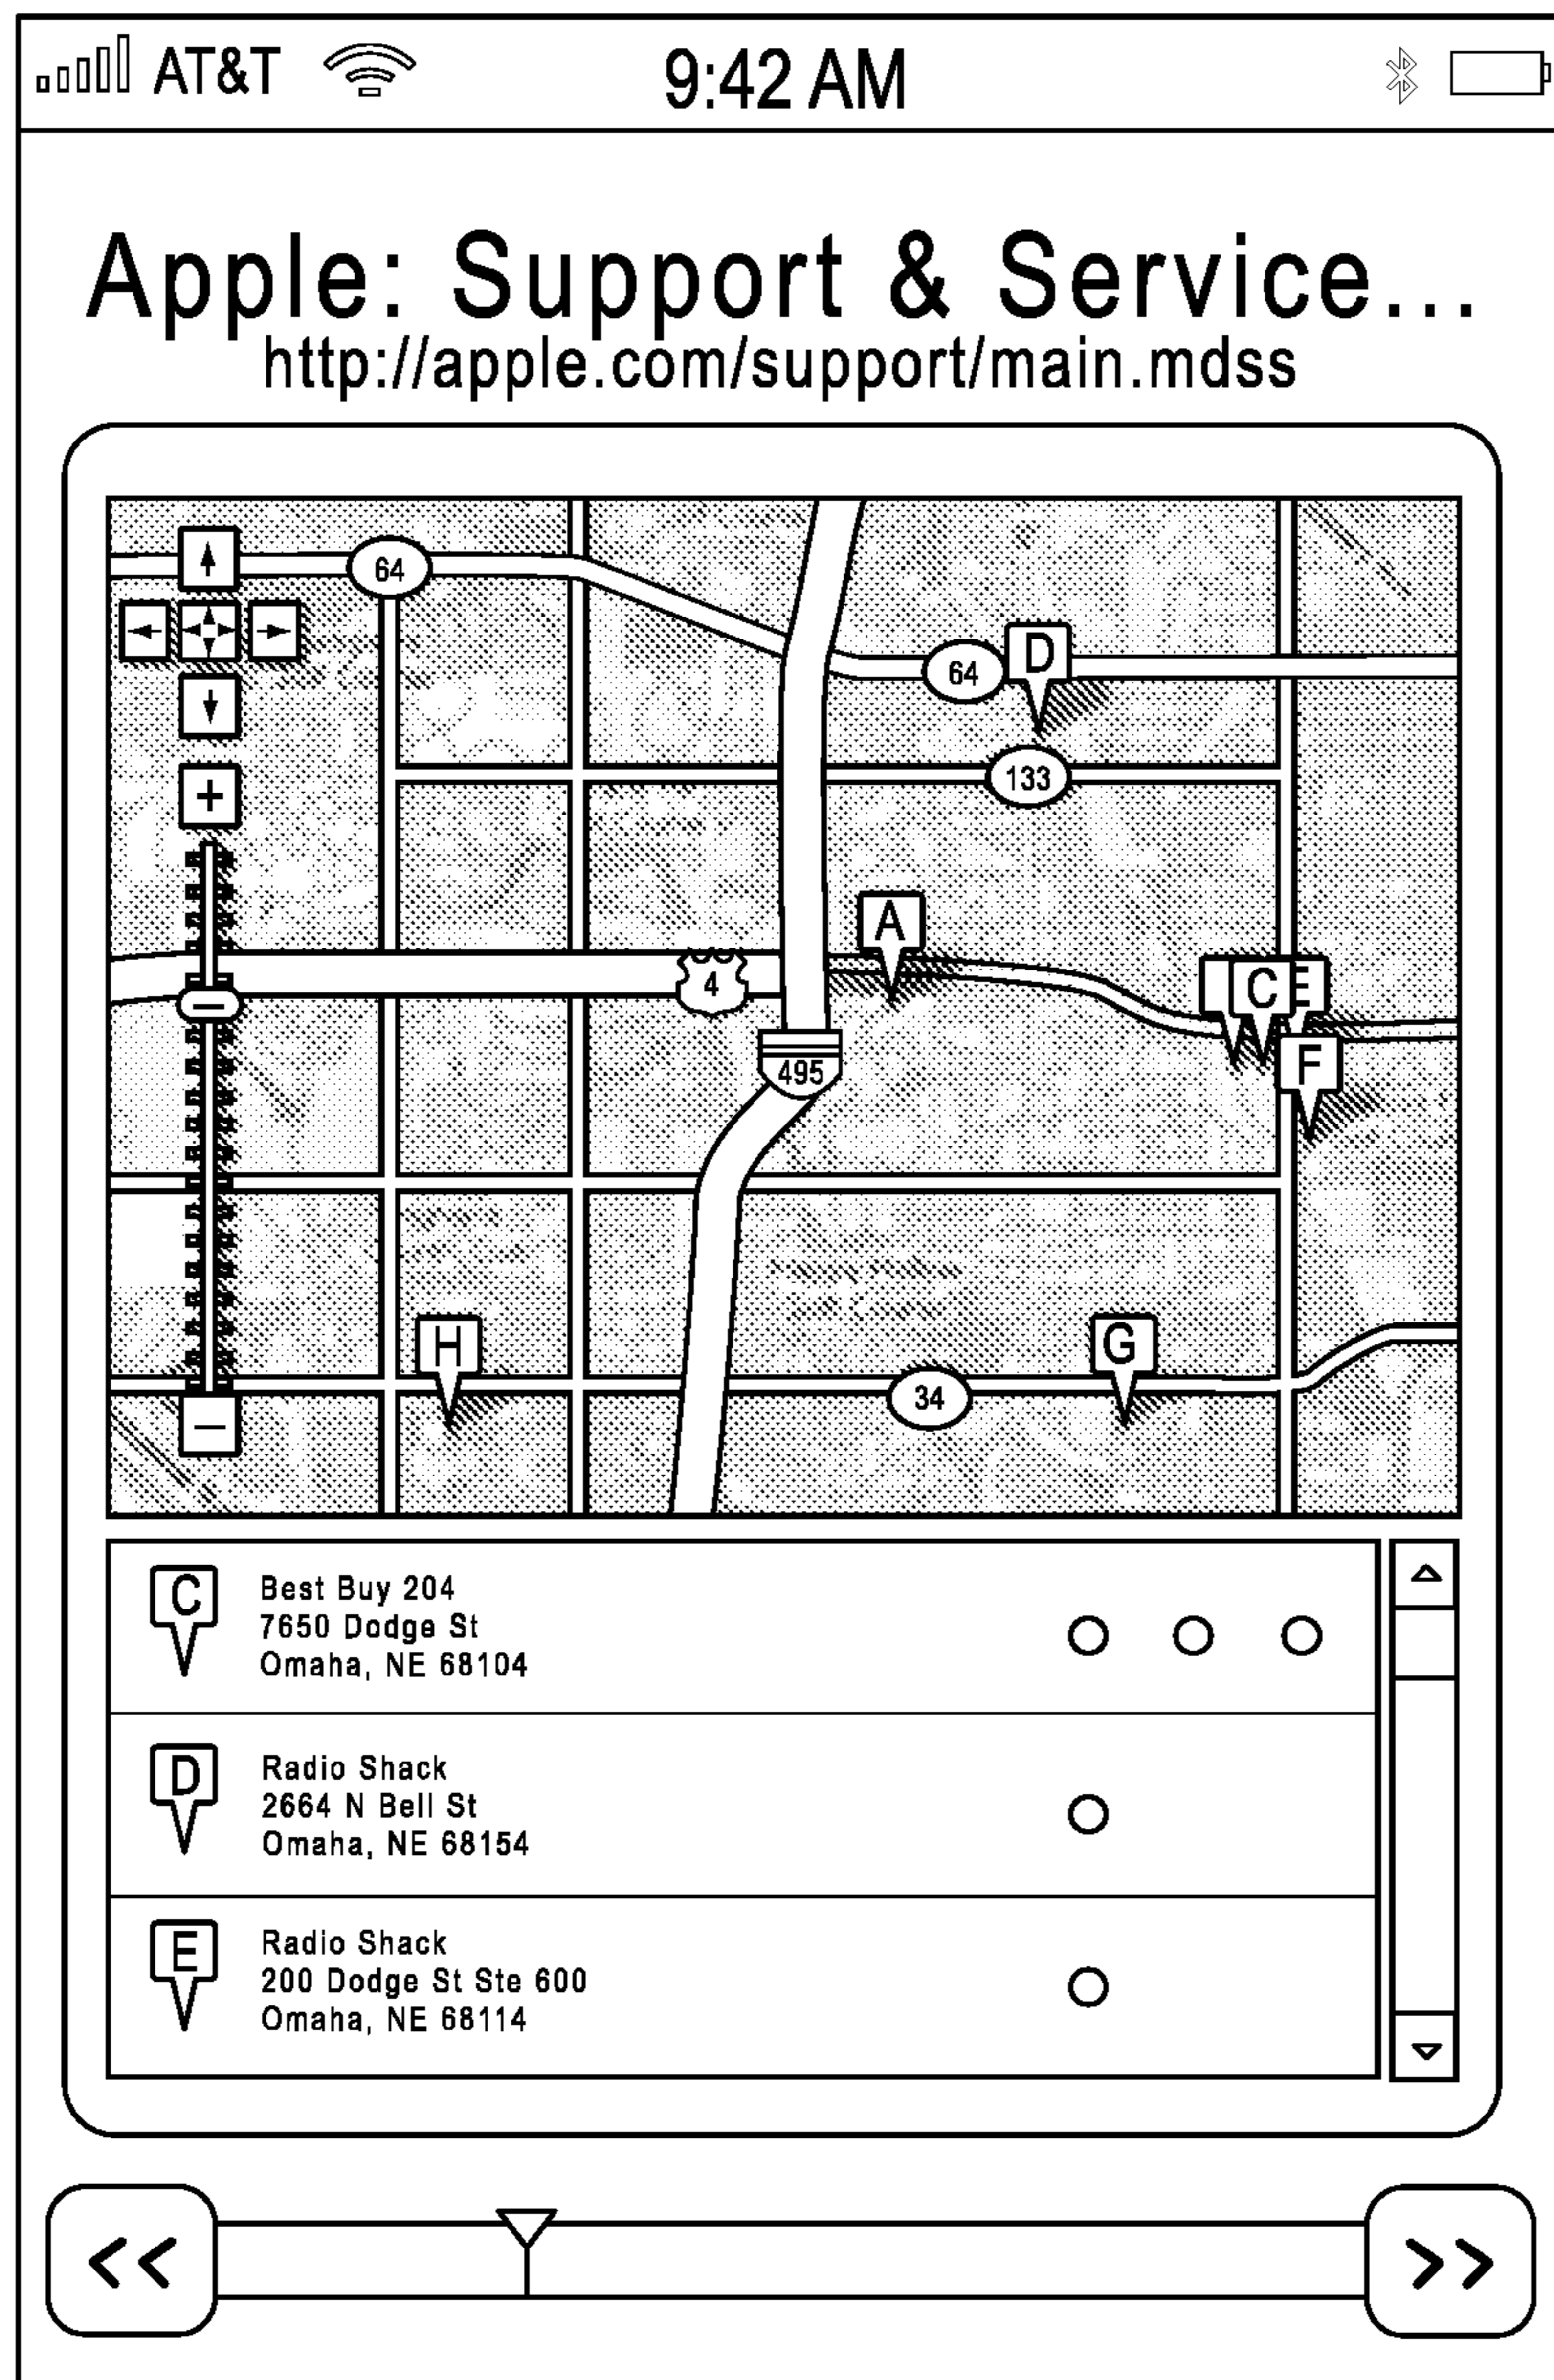 AT&T 9:42 AM
Apple: Support & Service...
http://apple.com/support/main.mdss
64
64
D
133
+
A
4
C E
495
F
H
G
34
C
Best Buy 204
7650 Dodge St
Omaha, NE 68104
D
Radio Shack
2664 N Bell St
Omaha, NE 68154
E
Radio Shack
200 Dodge St Ste 600
Omaha, NE 68114
<< >>